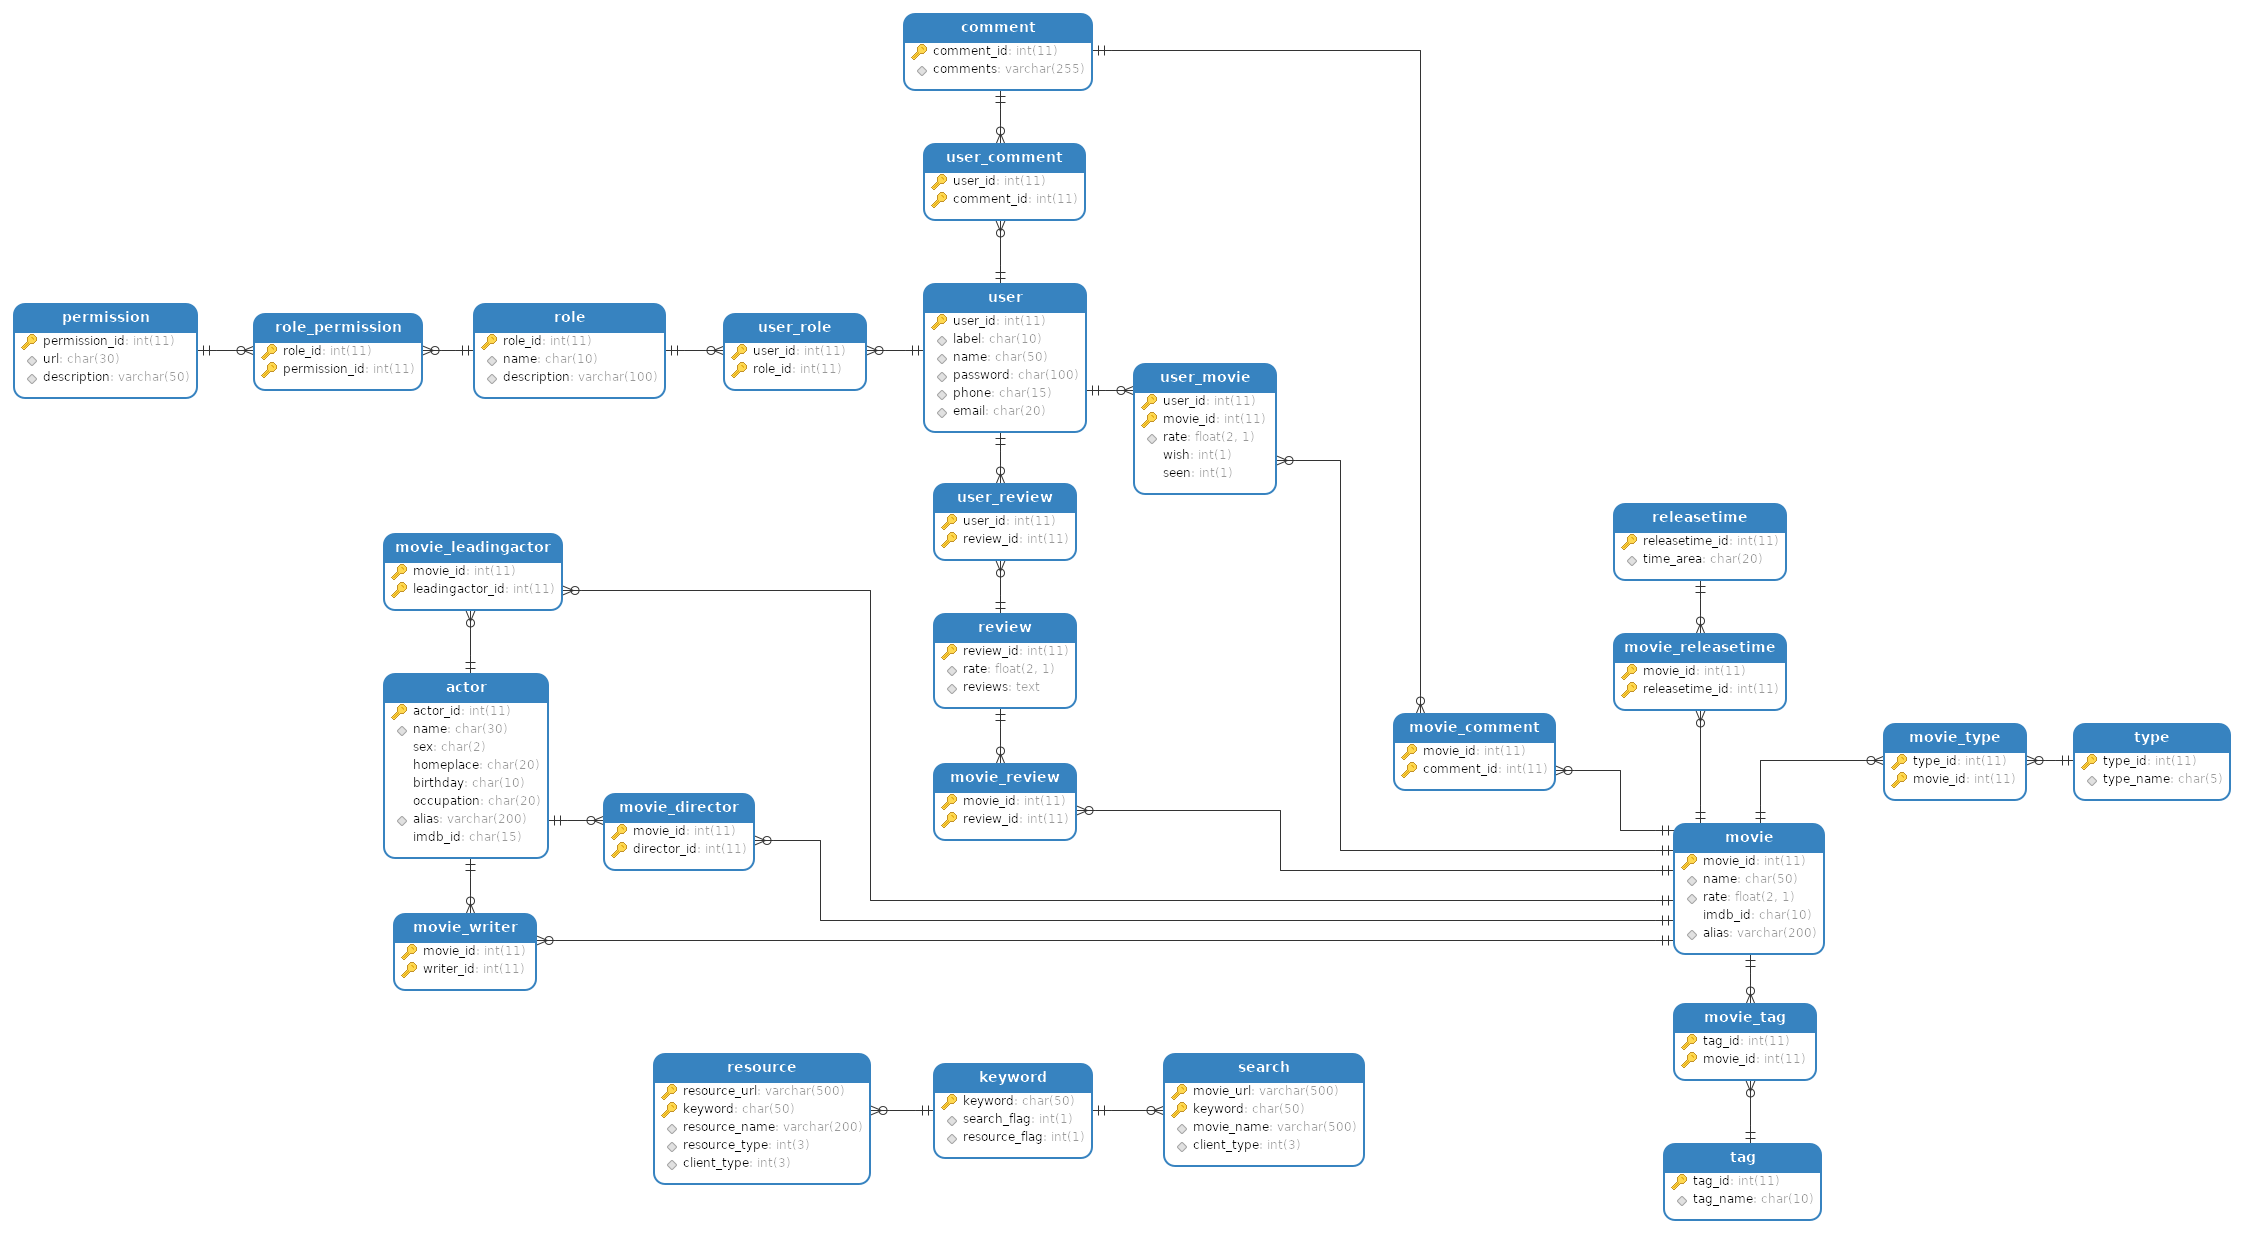 comment
comment_id: int(11)
comments: varchar(255)
user_comment
user_id: int(11)
comment_id: int(11)
permission
permission_id: int(11)
url: char(30)
description: varchar(50)
role_permission
role_id: int(11)
permission_id: int(11)
role
role_id: int(11)
name: char(10)
description: varchar(100)
user_role
user_id: int(11)
role_id: int(11)
user
user_id: int(11)
label: char(10)
name: char(50)
password: char(100)
phone: char(15)
email: char(20)
user_movie
user_id: int(11)
movie_id: int(11)
rate: float(2, 1)
wish: int(1)
seen: int(1)
user_review
user_id: int(11)
review_id: int(11)
releasetime
releasetime_id: int(11)
time_area: char(20)
movie_leadingactor
movie_id: int(11)
leadingactor_id: int(11)
review
review_id: int(11)
rate: float(2, 1)
reviews: text
movie_releasetime
movie_id: int(11)
releasetime_id: int(11)
actor
actor_id: int(11)
name: char(30)
sex: char(2)
homeplace: char(20)
birthday: char(10)
occupation: char(20)
alias: varchar(200)
imdb_id: char(15)
movie_director
movie_id: int(11)
director_id: int(11)
movie_review
movie_id: int(11)
review_id: int(11)
movie_comment
movie_id: int(11)
comment_id: int(11)
movie_type
type_id: int(11)
movie_id: int(11)
type
type_id: int(11)
type_name: char(5)
movie
movie_id: int(11)
name: char(50)
rate: float(2, 1)
imdb_id: char(10)
alias: varchar(200)
movie_writer
movie_id: int(11)
writer_id: int(11)
movie_tag
tag_id: int(11)
movie_id: int(11)
resource
resource_url: varchar(500)
keyword: char(50)
resource_name: varchar(200)
resource_type: int(3)
client_type: int(3)
keyword
keyword: char(50)
search_flag: int(1)
resource_flag: int(1)
search
movie_url: varchar(500)
keyword: char(50)
movie_name: varchar(500)
client_type: int(3)
tag
tag_id: int(11)
tag_name: char(10)